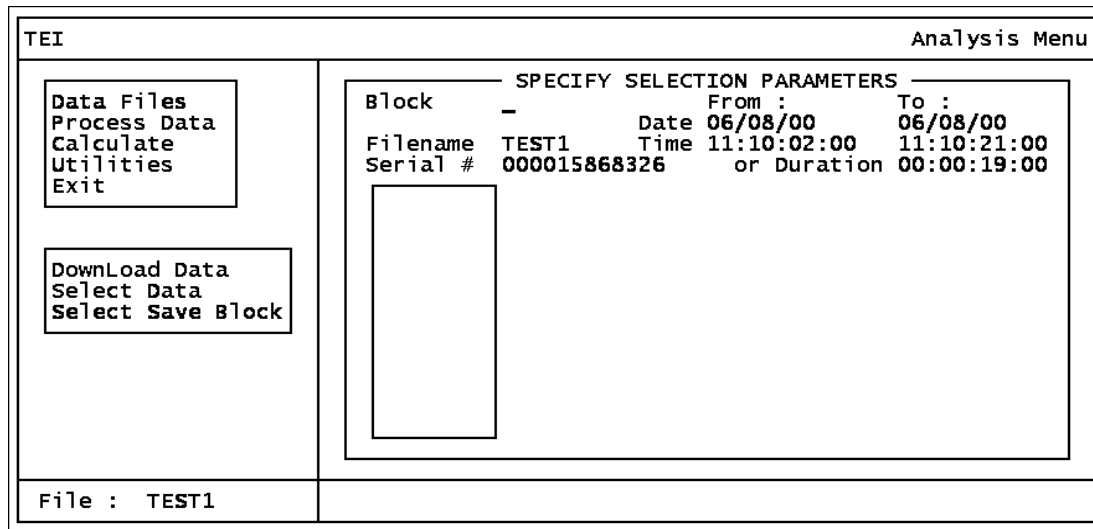 TEI Analysis Menu
Data Files
Process Data
Calculate
Utilities
Exit
DownLoad Data
Select Data
Select Save Block
SPECIFY SELECTION PARAMETERS
Block _ From : To :
Date 06/08/00 06/08/00
Filename TEST1 Time 11:10:02:00 11:10:21:00
Serial # 000015868326 or Duration 00:00:19:00
File : TEST1